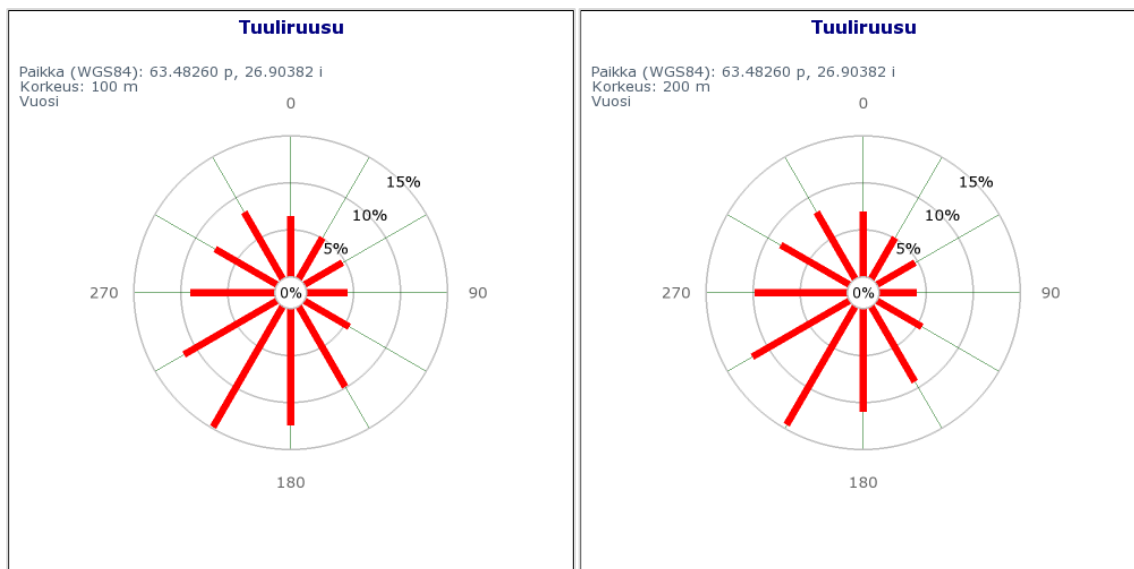 Tuuliruusu
Paikka (WGS84): 63.48260 p, 26.90382 i
Korkeus: 100 m
Vuosi
0
15%
10%
5%
270
0%
90
180
Tuuliruusu
Paikka (WGS84): 63.48260 p, 26.90382 i
Korkeus: 200 m
Vuosi
0
15%
10%
5%
270
0%
90
180